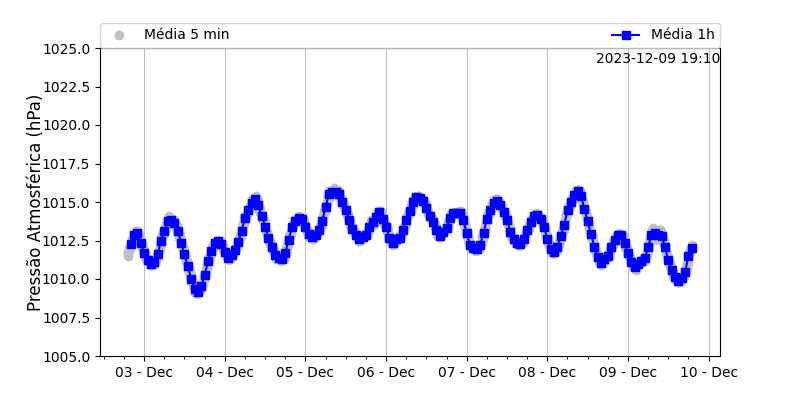 Média 5 min
Média 1h
2023-12-09 19:10
Pressão Atmosférica (hPa)
1025.0
1022.5
1020.0
1017.5
1015.0
1012.5
1010.0
1007.5
1005.0
03 - Dec
04 - Dec
05 - Dec
06 - Dec
07 - Dec
08 - Dec
09 - Dec
10 - Dec